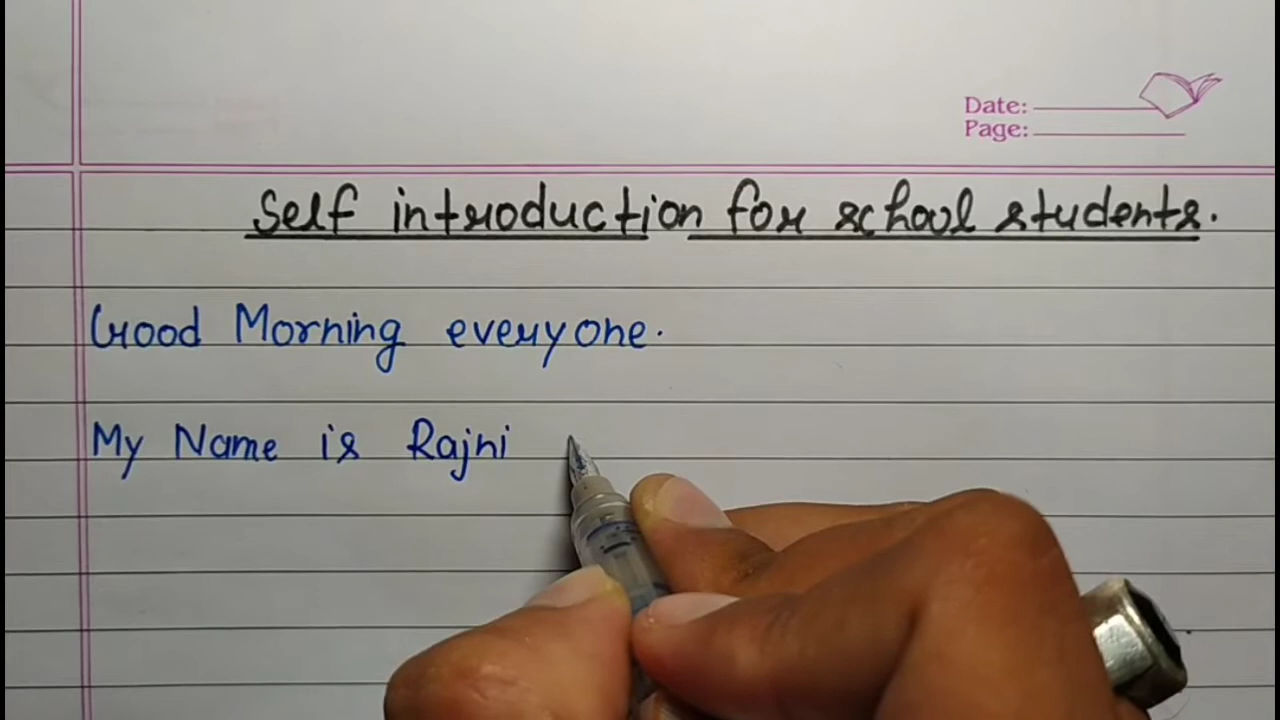 Date:
Page:
Self introduction for school students.
Good Morning everyone.
My Name is Rajni